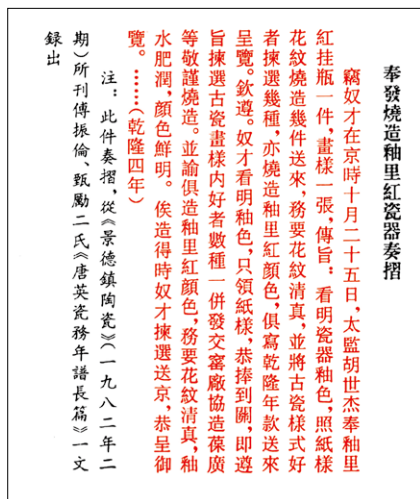 奉發燒造釉里紅瓷器奏摺
竊奴才在京時十月二十五日，太監胡世杰奉釉里
紅挂瓶一件，畫樣一張，傳旨：看明瓷器釉色，照紙樣
花紋燒造幾件送來，務要花紋清真，並將古瓷樣式好
者揀選幾種，亦燒造釉里紅顏色，俱寫乾隆年款送來
呈覽。欽遵。奴才看明釉色，只領紙樣，恭捧到關，即遵
旨揀選古瓷畫樣内好者數種一併發交窰廠協造葆廣
等敬謹燒造。並諭俱造釉里紅顏色，務要花紋清真，釉
水肥潤，顏色鮮明。俟造得時奴才揀選送京，恭呈御
覽。……（乾隆四年）
注：此件奏摺，從《景德鎮陶瓷》（一九八二年二
期）所刊傅振倫、甄勵二氏《唐英瓷務年譜長篇》一文
録出